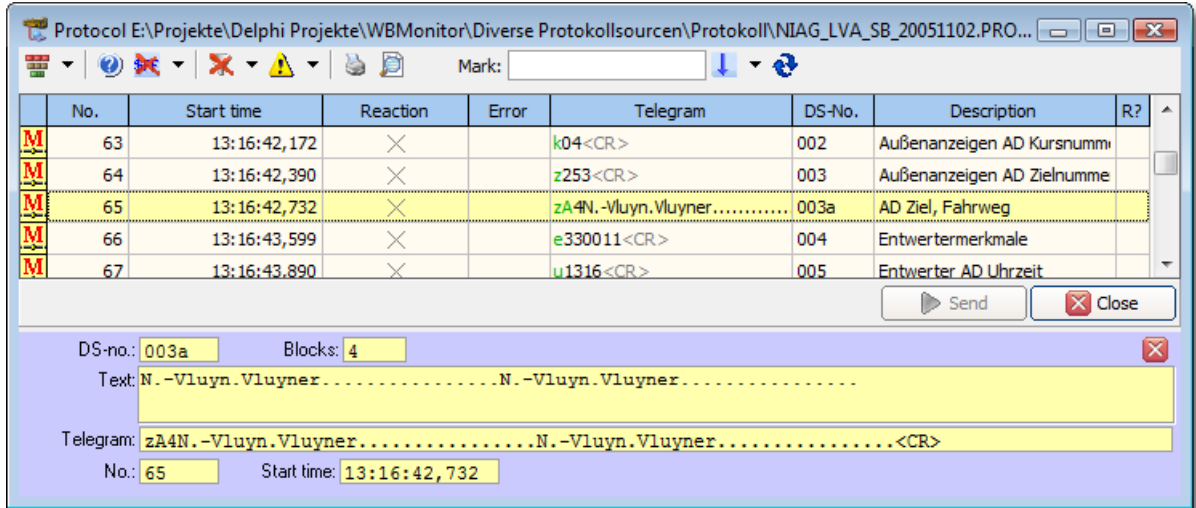 Protocol E:\Projekte\Delphi Projekte\WBMonitor\Diverse Protokollsourcen\Protokoll\NIAG_LVA_SB_20051102.PRO...
Mark:
No. Start time Reaction Error Telegram DS-No. Description R?
M 63 13:16:42,172 k04<CR> 002 Außenanzeigen AD Kursnumm
M 64 13:16:42,390 z253<CR> 003 Außenanzeigen AD Zielnumme
M 65 13:16:42,732 zA4N.-Vluyn.Vluyner............ 003a AD Ziel, Fahrweg
M 66 13:16:43,599 e330011<CR> 004 Entwertermerkmale
M 67 13:16:43,890 u1316<CR> 005 Entwerter AD Uhrzeit
Send Close
DS-no.: 003a Blocks: 4
Text: N.-Vluyn.Vluyner................N.-Vluyn.Vluyner................
Telegram: zA4N.-Vluyn.Vluyner................N.-Vluyn.Vluyner................<CR>
No.: 65 Start time: 13:16:42,732